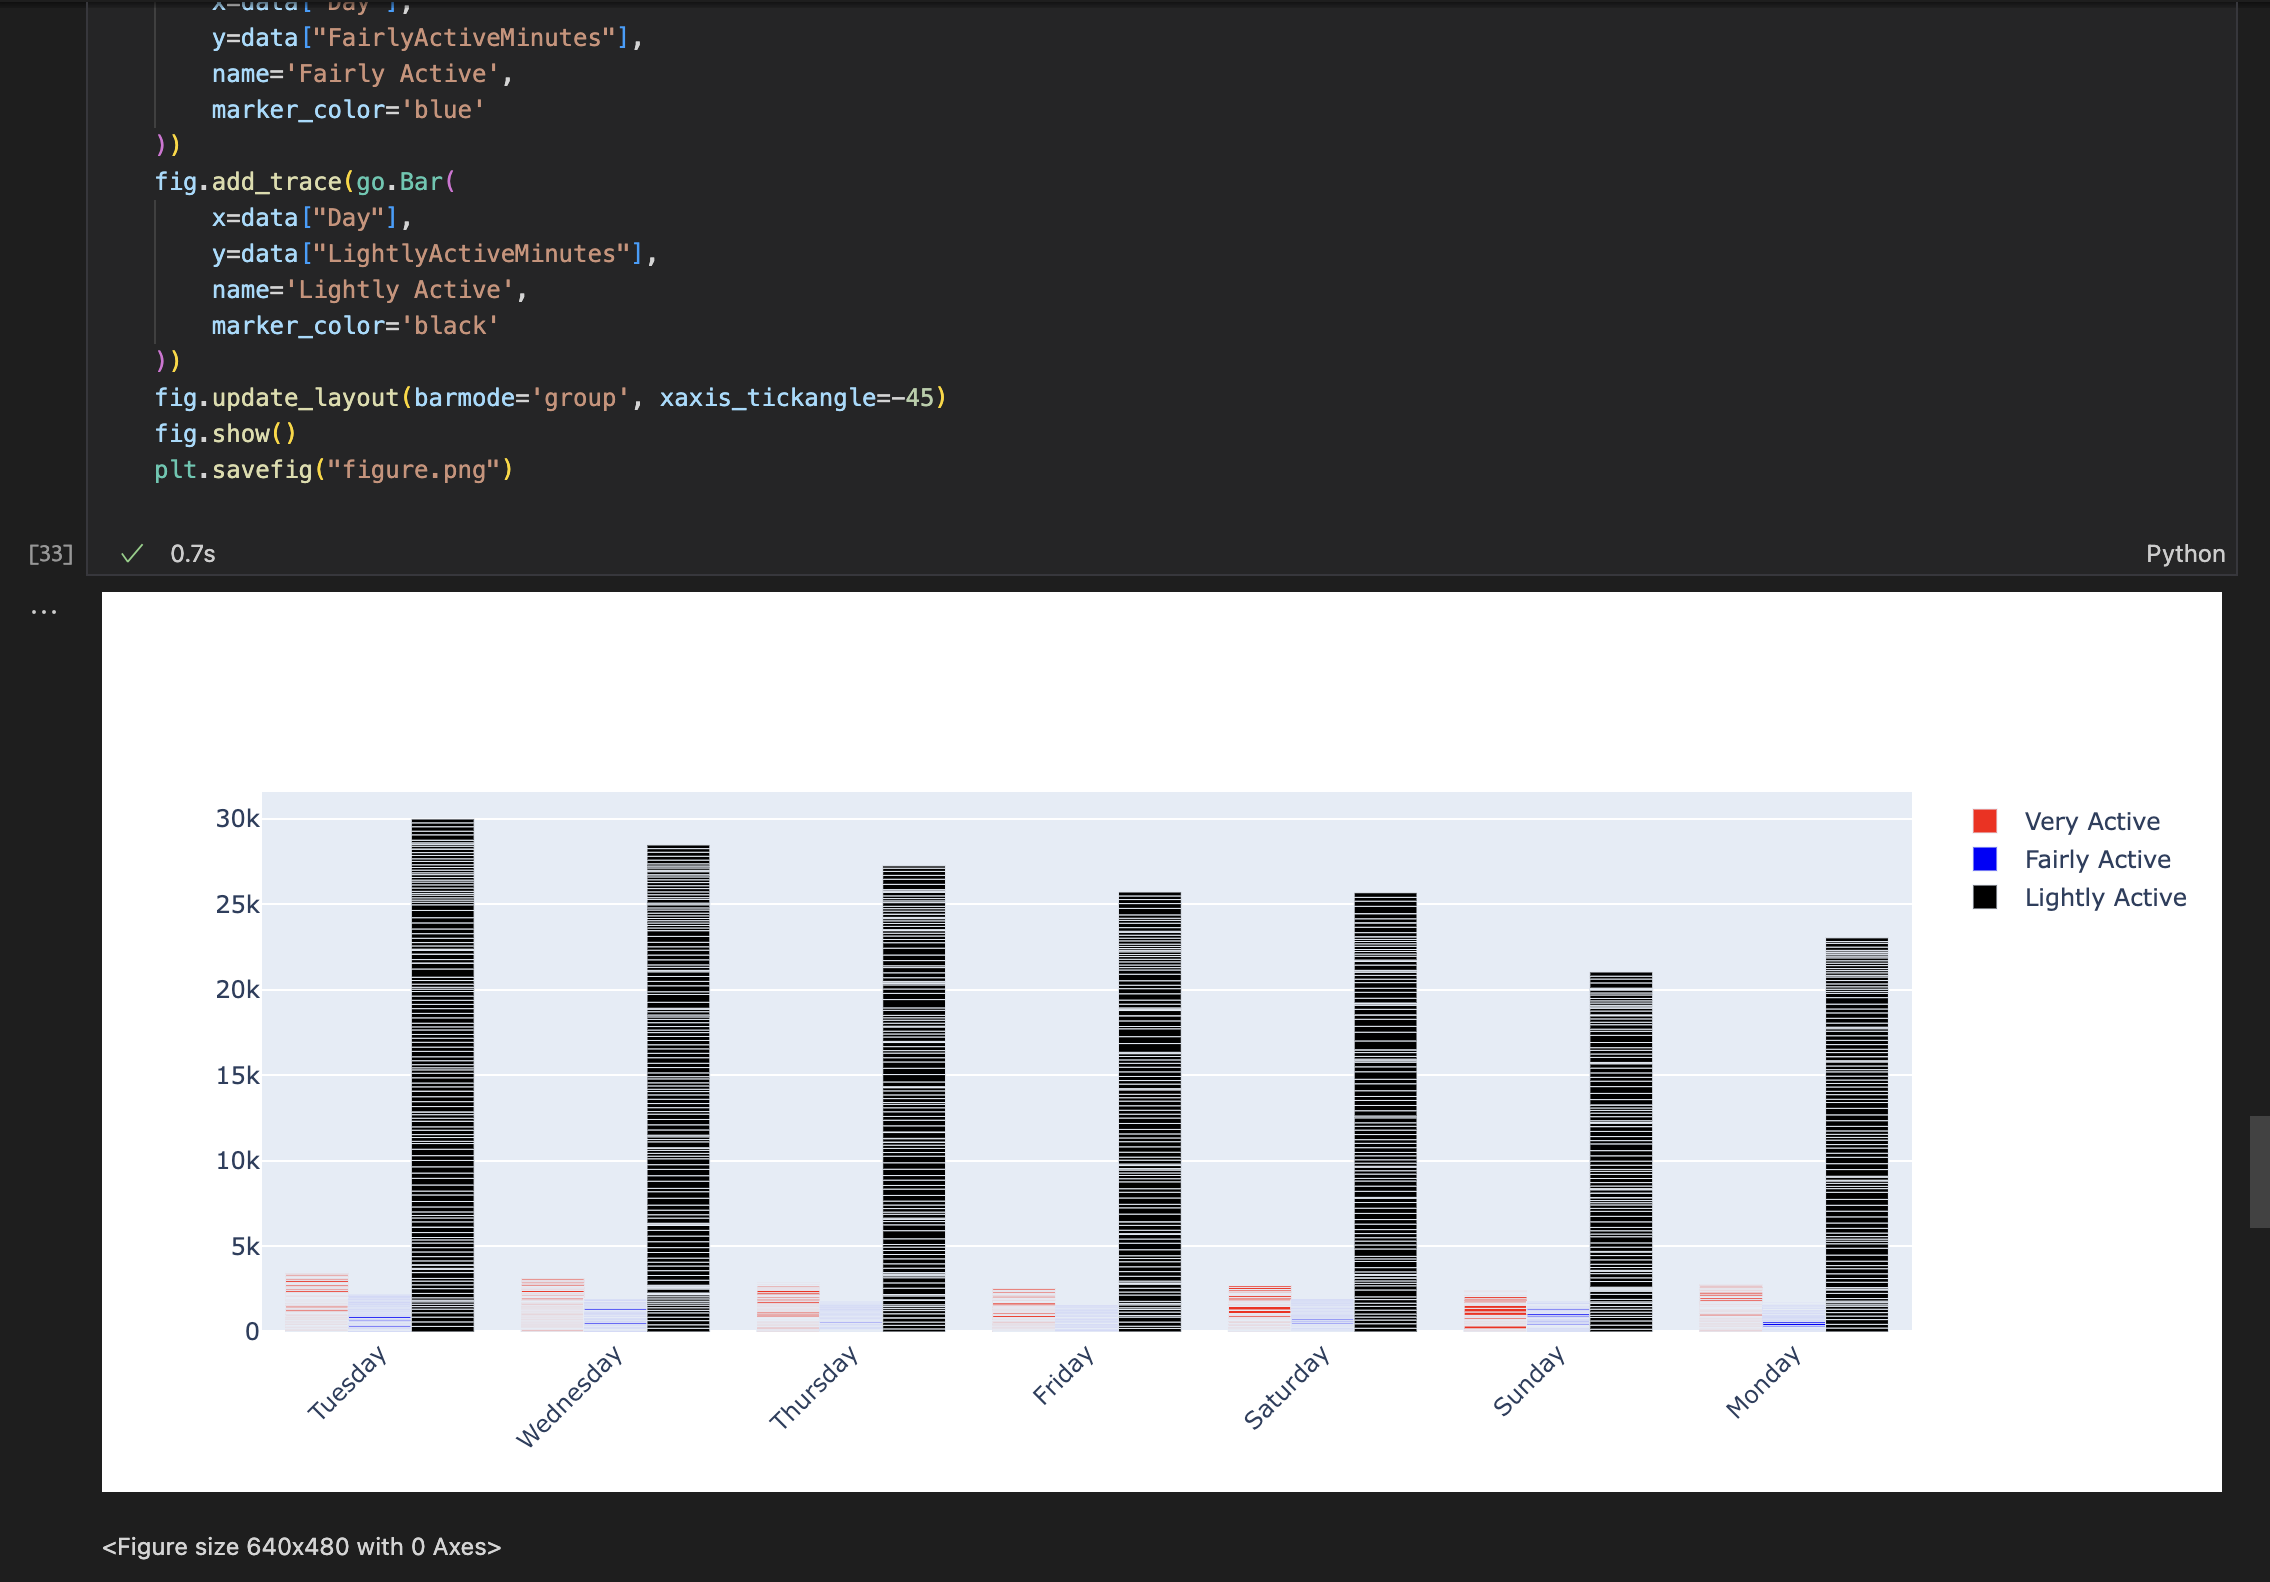 x=data["Day"],
y=data["FairlyActiveMinutes"],
name='Fairly Active',
marker_color='blue'
))
fig.add_trace(go.Bar(
x=data["Day"],
y=data["LightlyActiveMinutes"],
name='Lightly Active',
marker_color='black'
))
fig.update_layout(barmode='group', xaxis_tickangle=-45)
fig.show()
plt.savefig("figure.png")
[33]
0.7s
Python
...
30k
25k
20k
15k
10k
5k
0
Tuesday
Wednesday
Thursday
Friday
Saturday
Sunday
Monday
Very Active
Fairly Active
Lightly Active
<Figure size 640x480 with 0 Axes>